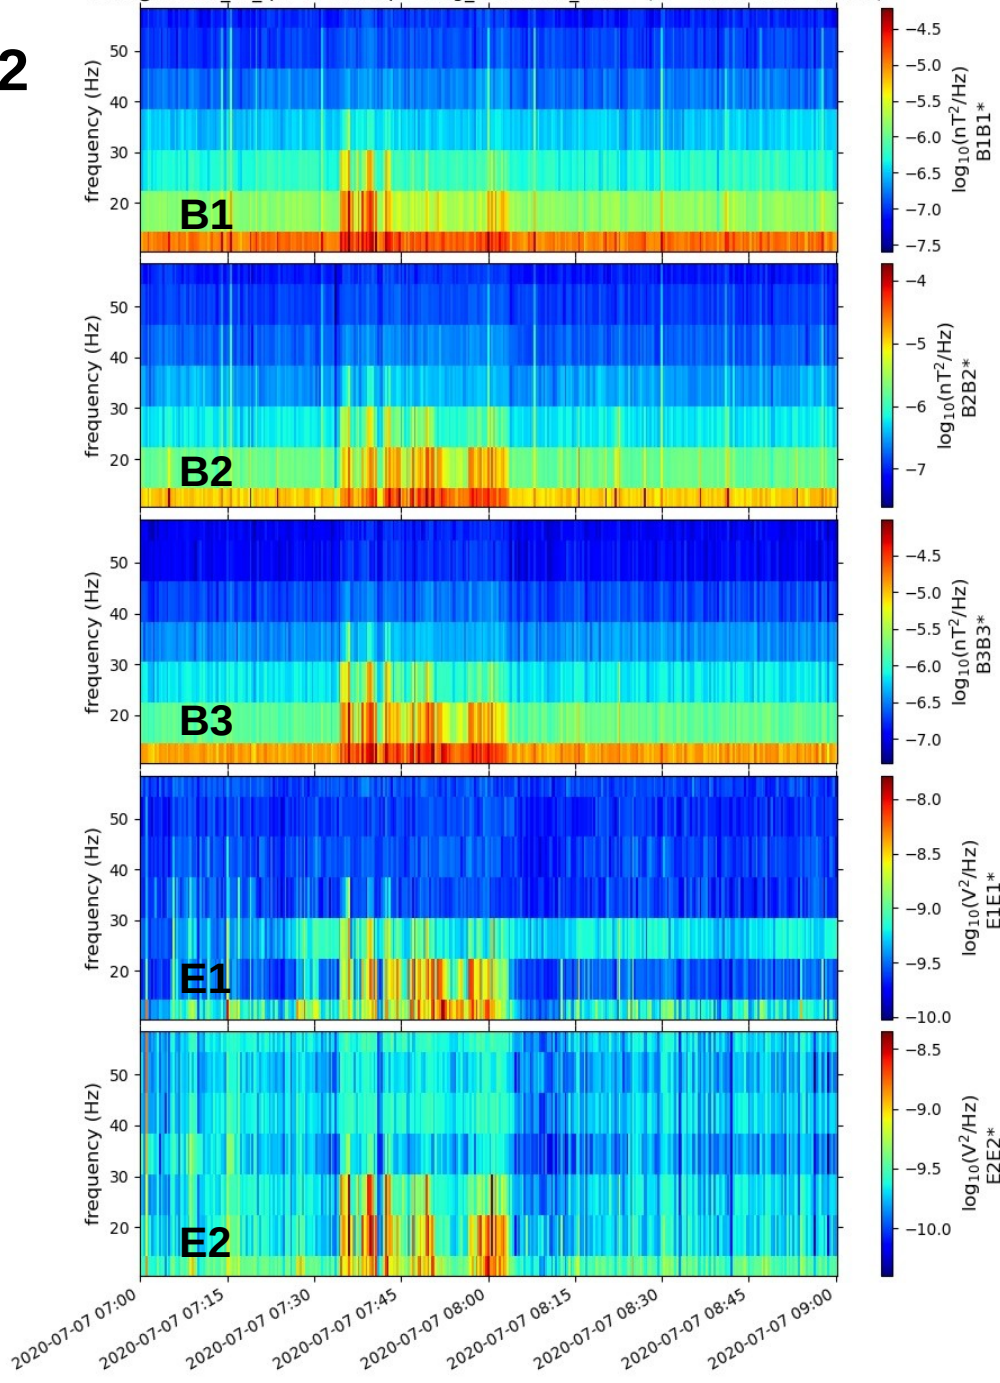 2
50
40
30
20
frequency (Hz)
B1
−4.5
−5.0
−5.5
−6.0
−6.5
−7.0
−7.5
log₁₀(nT²/Hz)
B1B1*
50
40
30
20
frequency (Hz)
B2
−4
−5
−6
−7
log₁₀(nT²/Hz)
B2B2*
50
40
30
20
frequency (Hz)
B3
−4.5
−5.0
−5.5
−6.0
−6.5
−7.0
log₁₀(nT²/Hz)
B3B3*
50
40
30
20
frequency (Hz)
E1
−8.0
−8.5
−9.0
−9.5
−10.0
log₁₀(V²/Hz)
E1E1*
50
40
30
20
frequency (Hz)
E2
−8.5
−9.0
−9.5
−10.0
log₁₀(V²/Hz)
E2E2*
2020-07-07 07:00
2020-07-07 07:15
2020-07-07 07:30
2020-07-07 07:45
2020-07-07 08:00
2020-07-07 08:15
2020-07-07 08:30
2020-07-07 08:45
2020-07-07 09:00